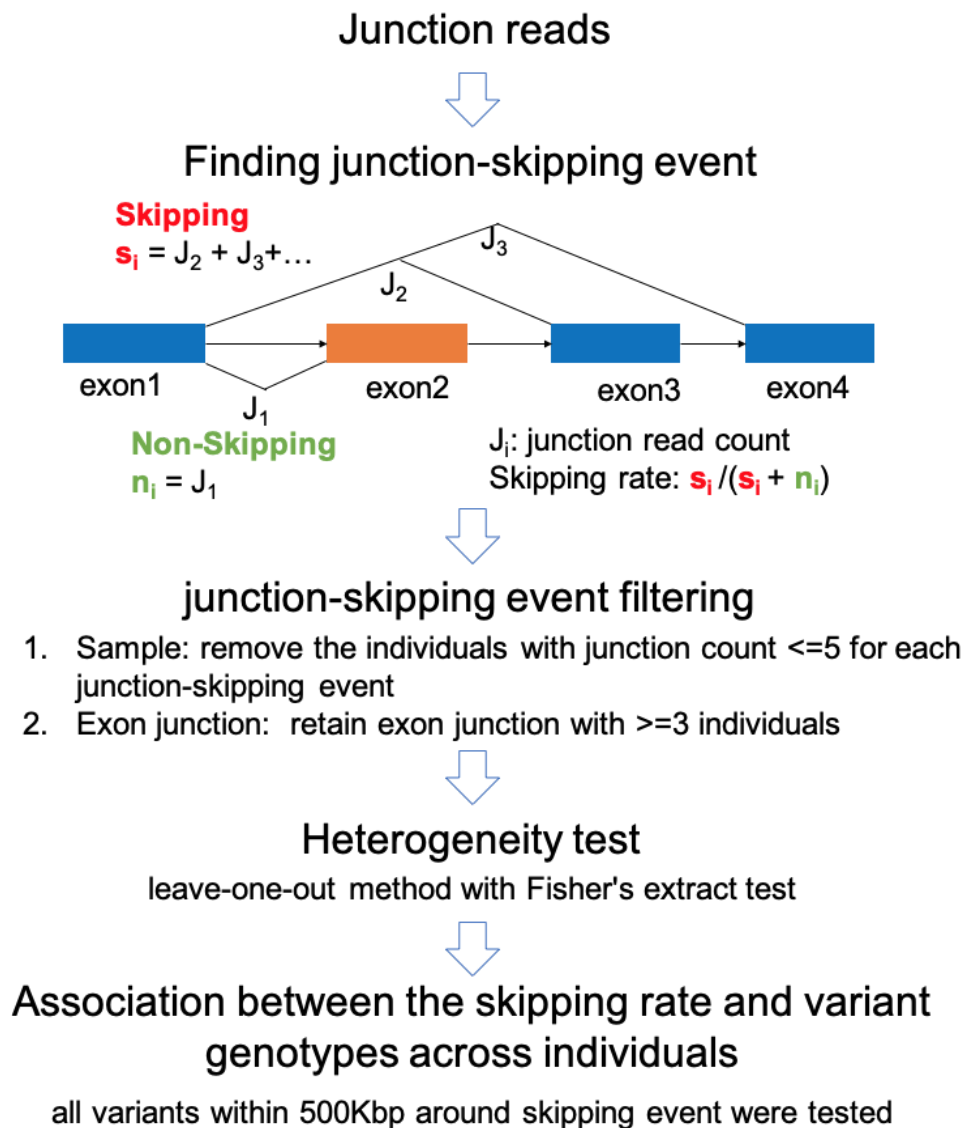 Junction reads
Finding junction-skipping event
Skipping
sᵢ = J₂ + J₃+…
J₃
J₂
exon1
exon2
exon3
exon4
J₁
Non-Skipping
nᵢ = J₁
Jᵢ: junction read count
Skipping rate: sᵢ/(sᵢ + nᵢ)
junction-skipping event filtering
1. Sample: remove the individuals with junction count <=5 for each
junction-skipping event
2. Exon junction: retain exon junction with >=3 individuals
Heterogeneity test
leave-one-out method with Fisher's extract test
Association between the skipping rate and variant
genotypes across individuals
all variants within 500Kbp around skipping event were tested